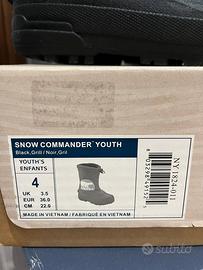 SNOW COMMANDER™ YOUTH
Black,Grill / Noir,Gril
YOUTH'S
ENFANTS
4
UK 3.5
EUR 36.0
CM 22.0
MADE IN VIETNAM / FABRIQUÉ EN VIETNAM
NY1824-011
subito